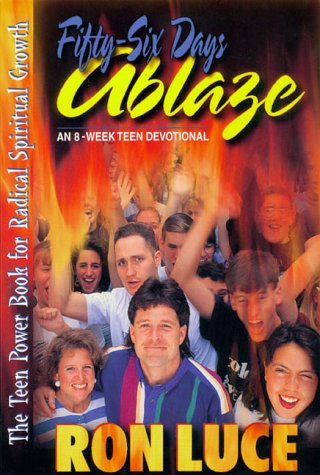 Fifty-Six Days
Ablaze
AN 8-WEEK TEEN DEVOTIONAL
The Teen Power Book for Radical Spiritual Growth
RON LUCE